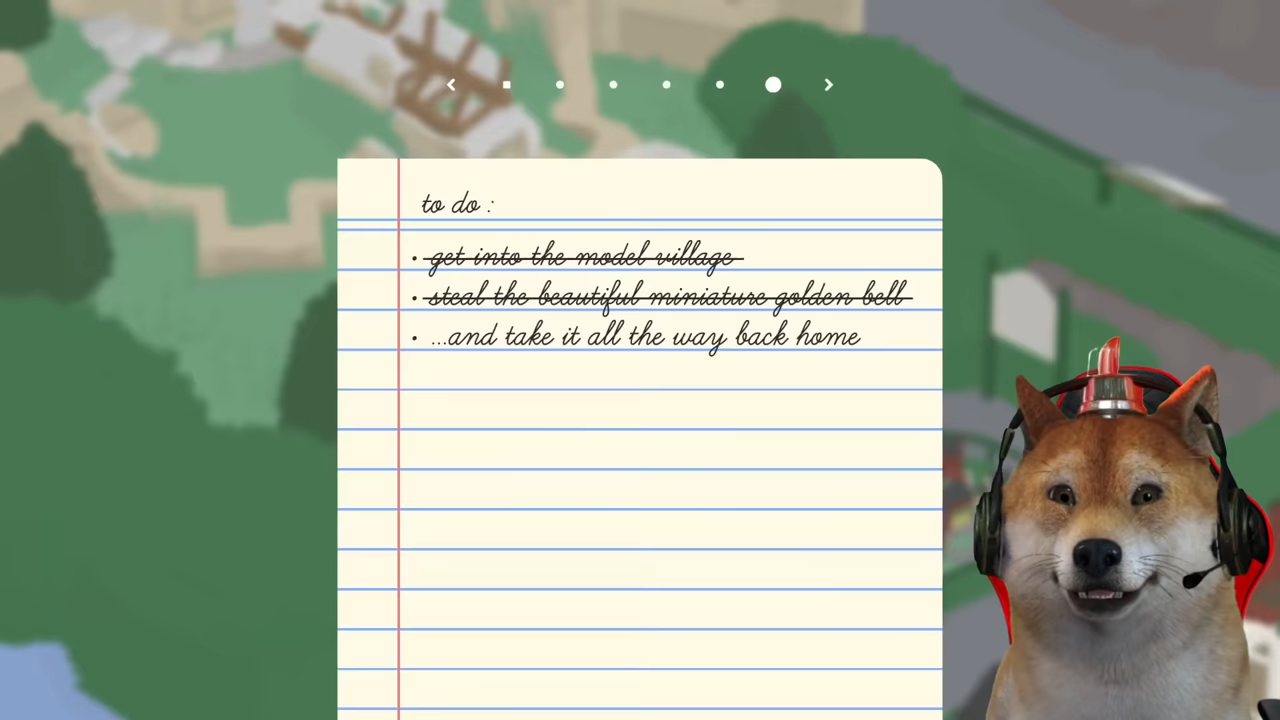 to do :
• get into the model village
• steal the beautiful miniature golden bell
• ...and take it all the way back home